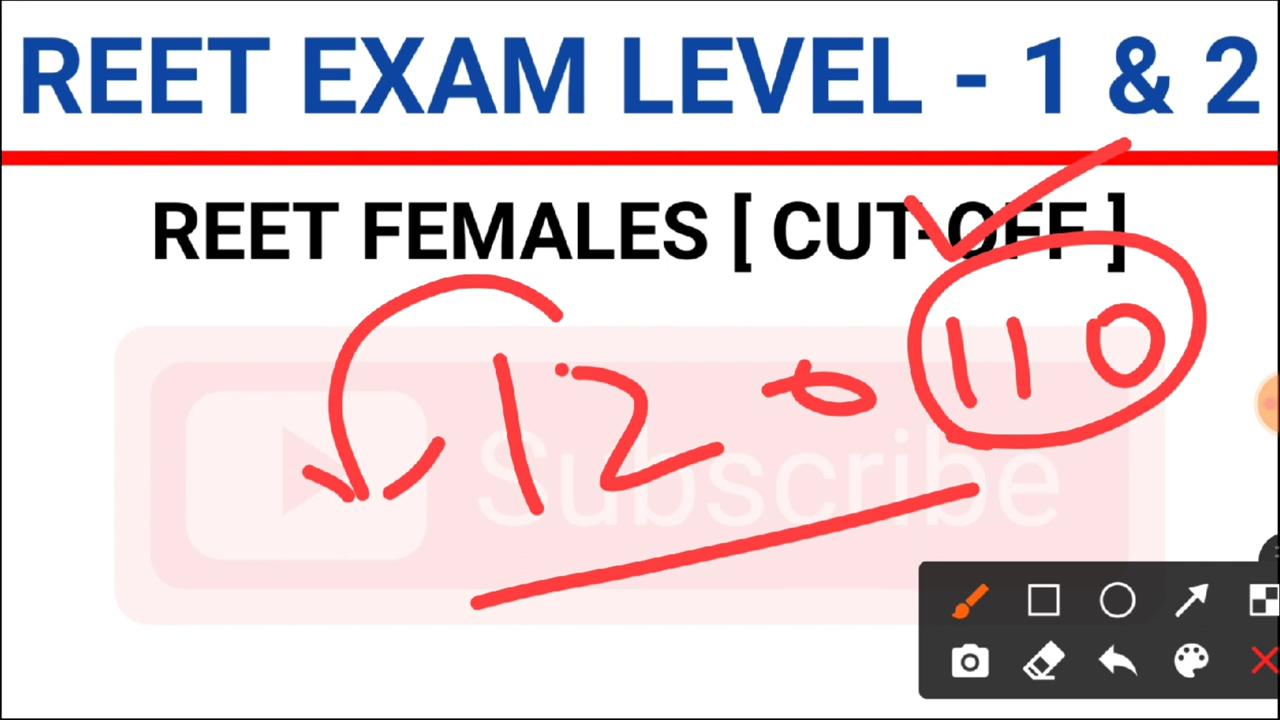 REET EXAM LEVEL - 1 & 2
REET FEMALES [ CUT-OFF ]
120 110
Subscribe